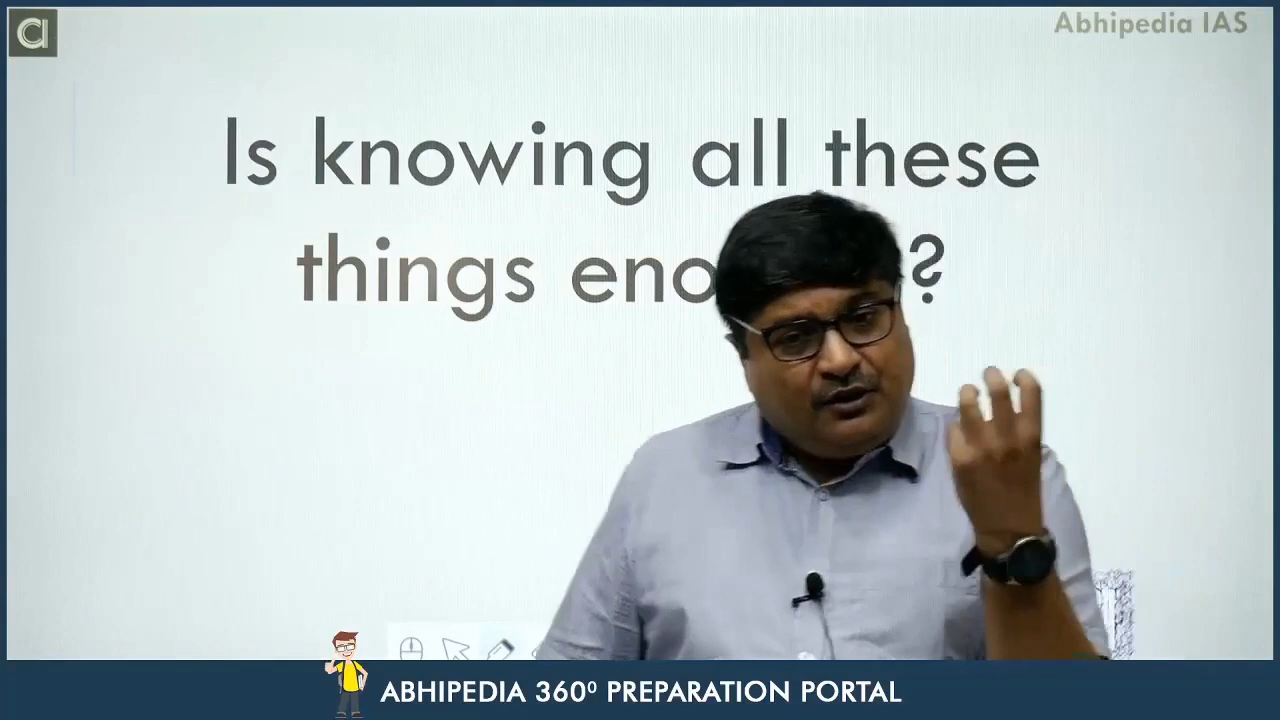 Abhipedia IAS
Is knowing all these
things ?
ABHIPEDIA 360⁰ PREPARATION PORTAL